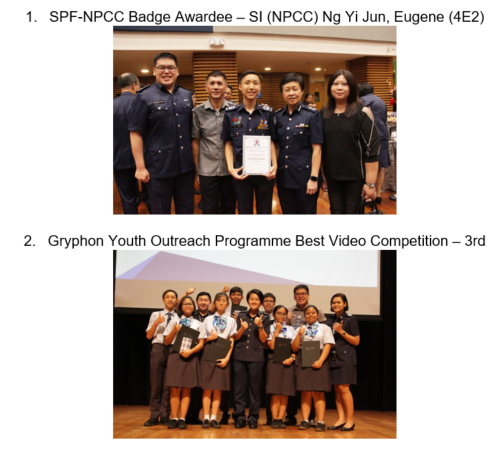 1. SPF-NPCC Badge Awardee – SI (NPCC) Ng Yi Jun, Eugene (4E2)
2. Gryphon Youth Outreach Programme Best Video Competition – 3rd